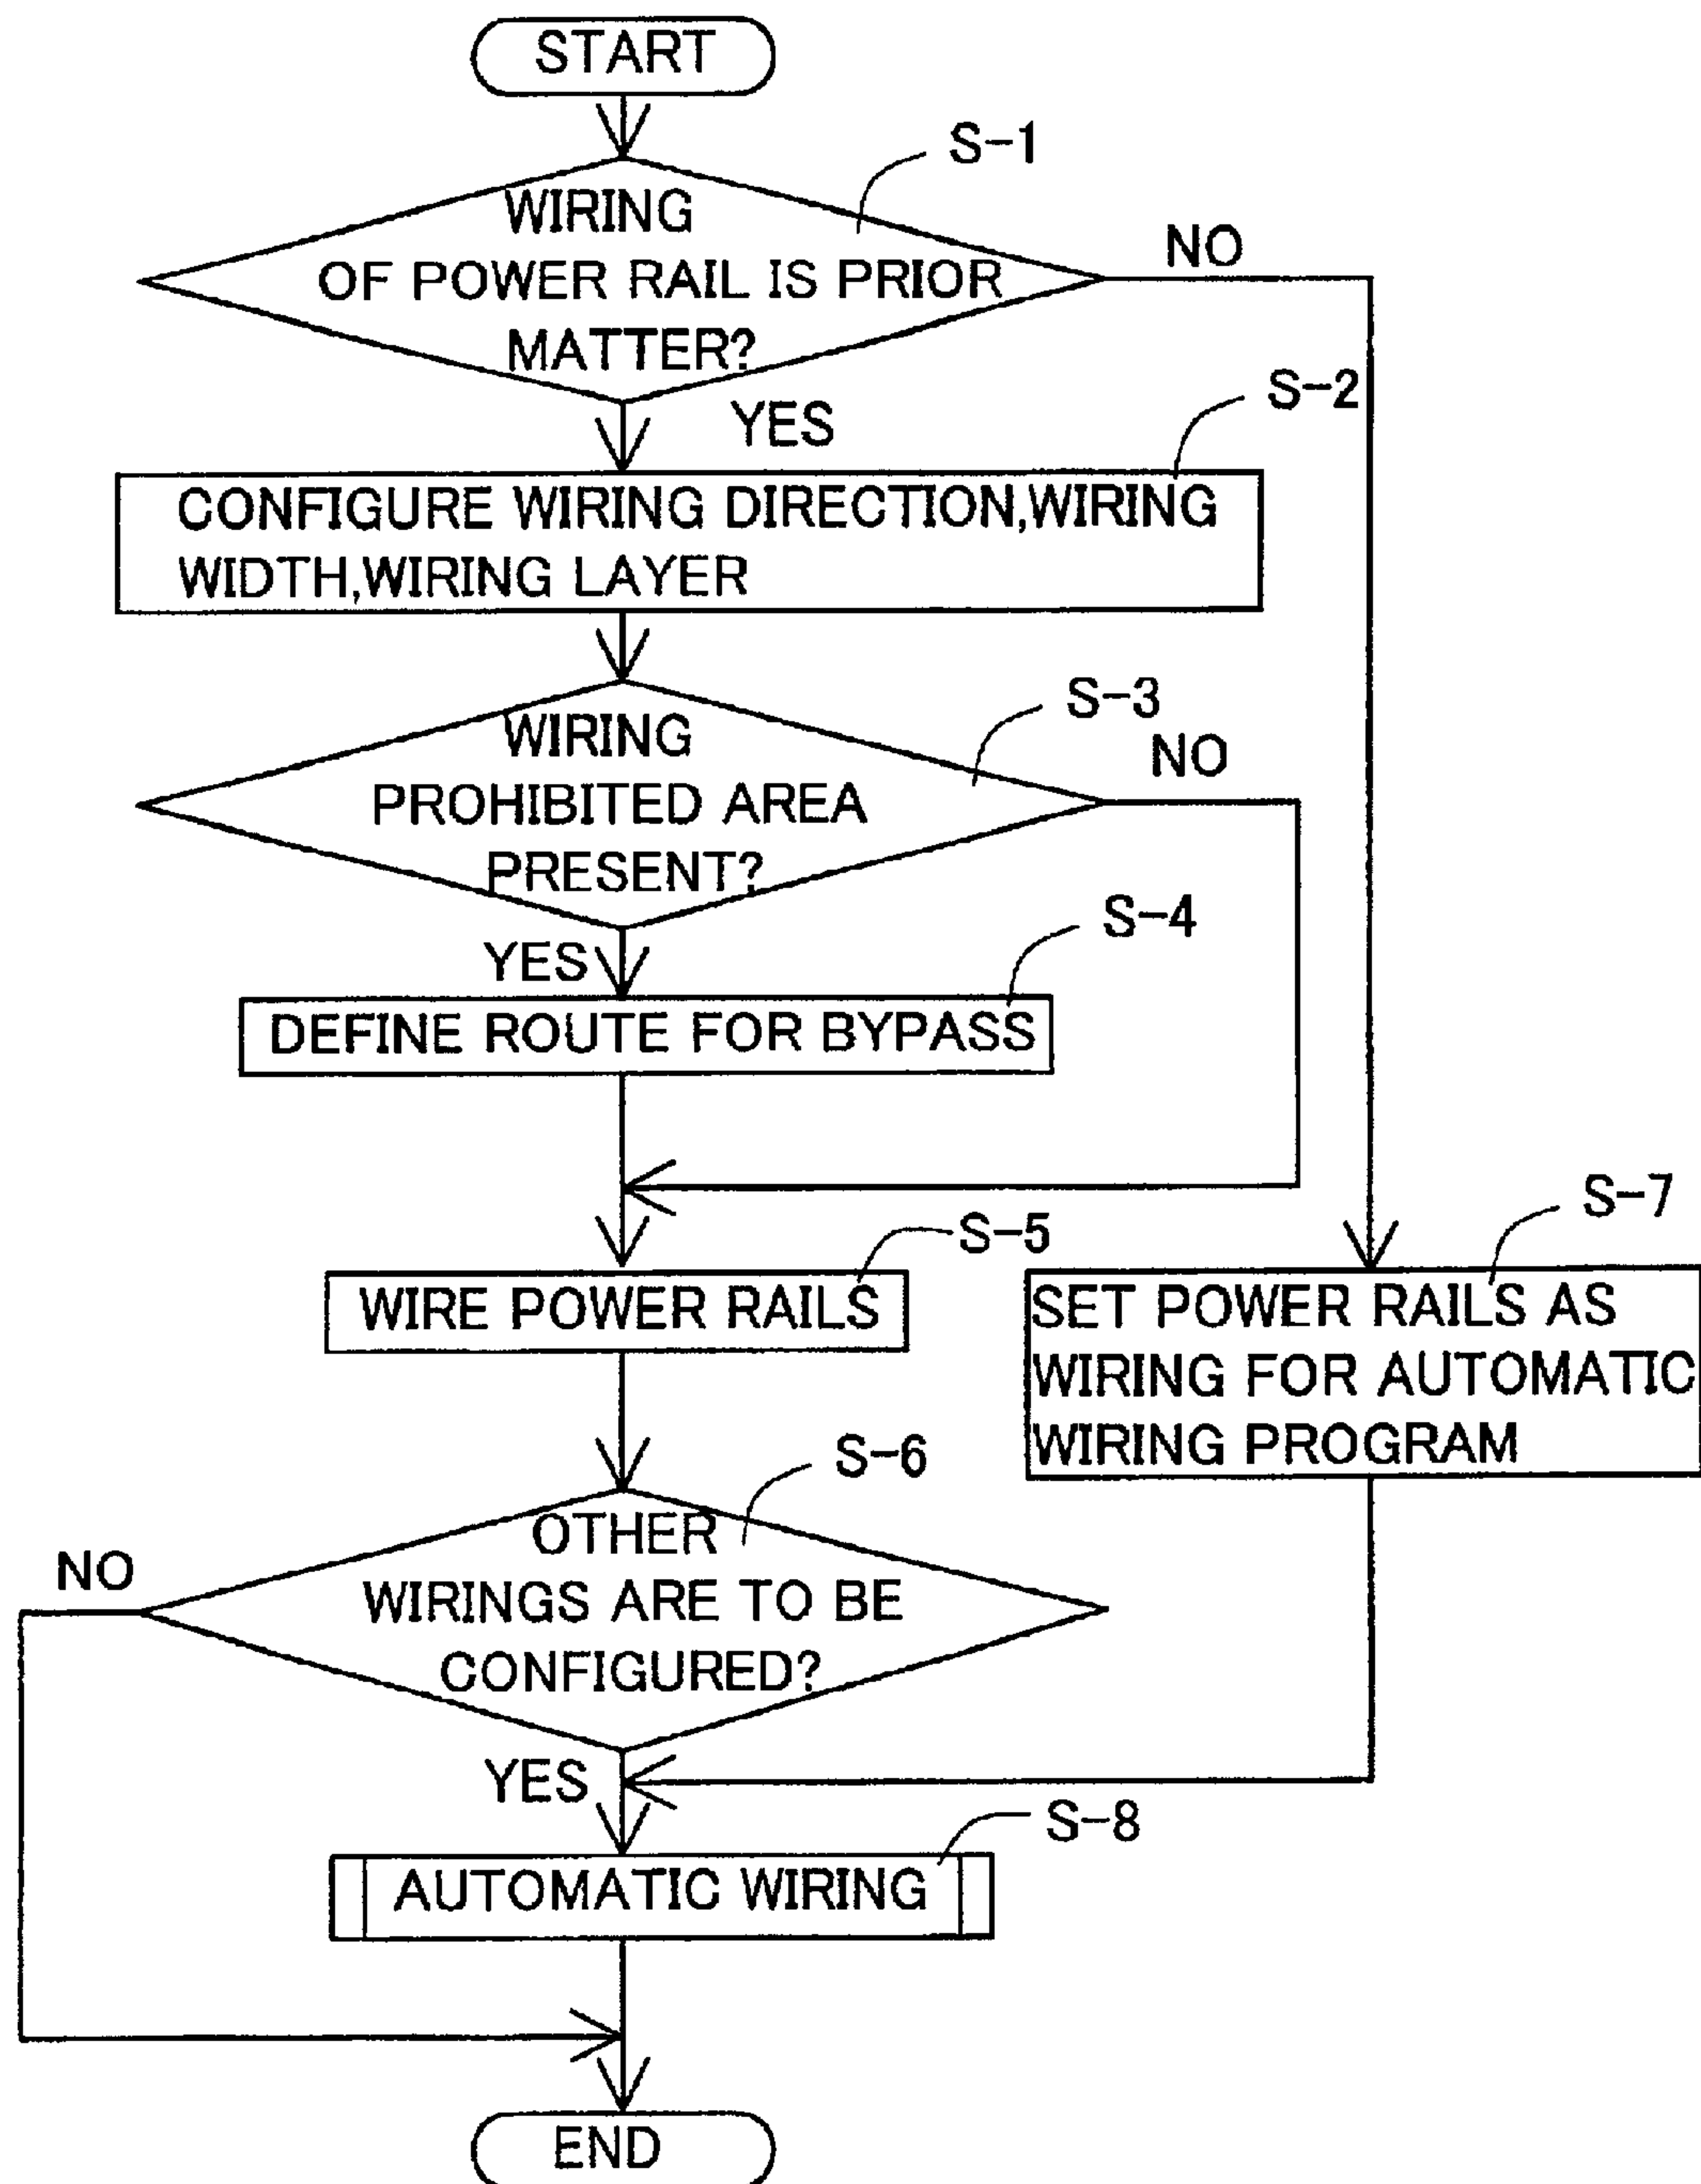 START
S-1
WIRING
OF POWER RAIL IS PRIOR
MATTER?
NO
YES
S-2
CONFIGURE WIRING DIRECTION,WIRING
WIDTH,WIRING LAYER
S-3
WIRING
PROHIBITED AREA
PRESENT?
NO
YES
S-4
DEFINE ROUTE FOR BYPASS
S-5
WIRE POWER RAILS
S-7
SET POWER RAILS AS
WIRING FOR AUTOMATIC
WIRING PROGRAM
S-6
OTHER
WIRINGS ARE TO BE
CONFIGURED?
NO
YES
S-8
AUTOMATIC WIRING
END